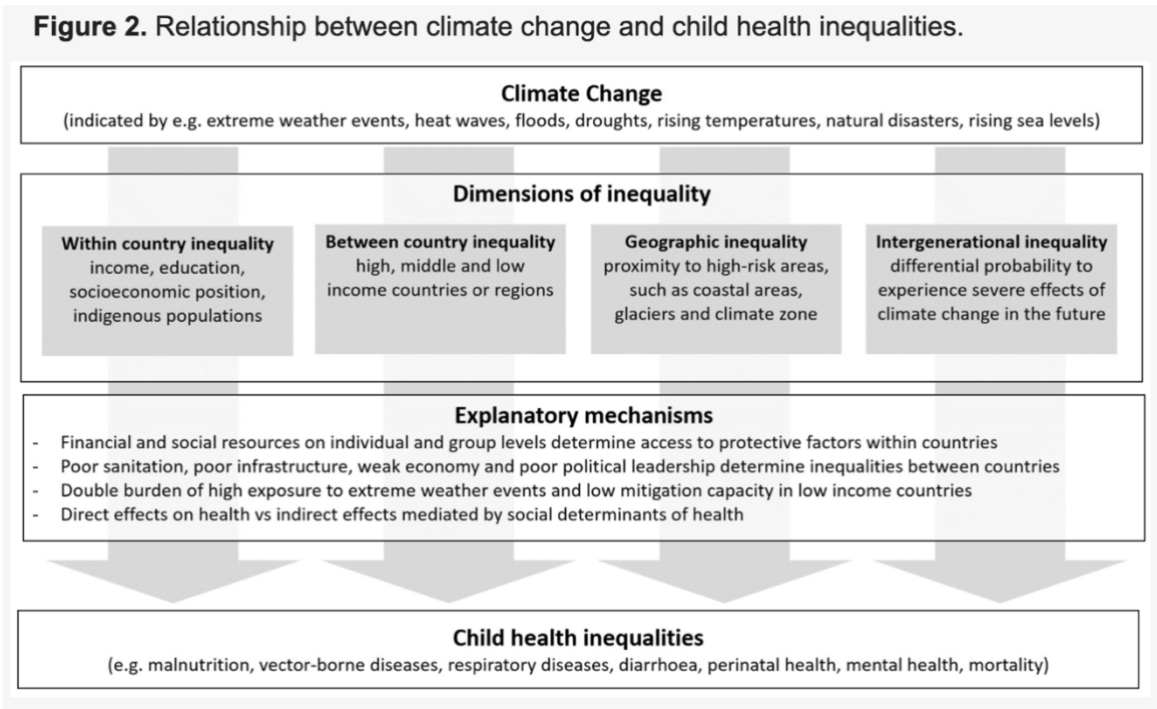 Figure 2. Relationship between climate change and child health inequalities.
Climate Change
(indicated by e.g. extreme weather events, heat waves, floods, droughts, rising temperatures, natural disasters, rising sea levels)
Dimensions of inequality
Within country inequality
income, education,
socioeconomic position,
indigenous populations
Between country inequality
high, middle and low
income countries or regions
Geographic inequality
proximity to high-risk areas,
such as coastal areas,
glaciers and climate zone
Intergenerational inequality
differential probability to
experience severe effects of
climate change in the future
Explanatory mechanisms
- Financial and social resources on individual and group levels determine access to protective factors within countries
- Poor sanitation, poor infrastructure, weak economy and poor political leadership determine inequalities between countries
- Double burden of high exposure to extreme weather events and low mitigation capacity in low income countries
- Direct effects on health vs indirect effects mediated by social determinants of health
Child health inequalities
(e.g. malnutrition, vector-borne diseases, respiratory diseases, diarrhoea, perinatal health, mental health, mortality)